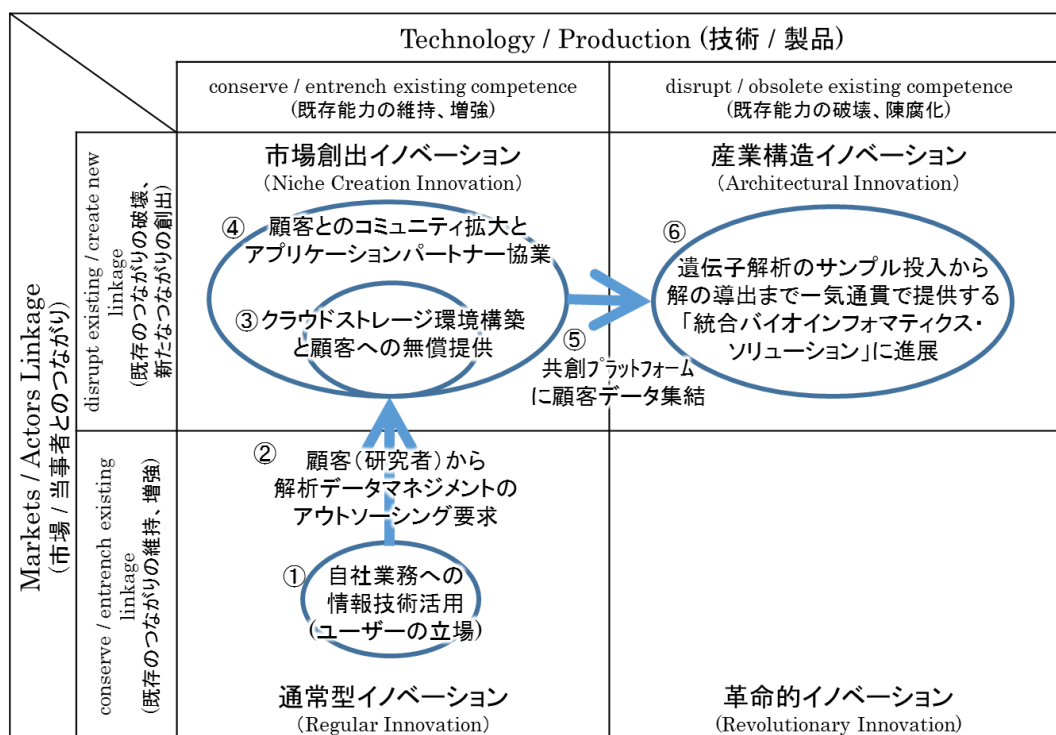 Technology / Production (技術 / 製品)
conserve / entrench existing competence
(既存能力の維持、増強)
disrupt / obsolete existing competence
(既存能力の破壊、陳腐化)
Markets / Actors Linkage
(市場 / 当事者とのつながり)
disrupt existing / create new
linkage
(既存のつながりの破壊、
新たなつながりの創出)
市場創出イノベーション
(Niche Creation Innovation)
④ 顧客とのコミュニティ拡大と
アプリケーションパートナー協業
③クラウドストレージ環境構築
と顧客への無償提供
⑤
共創プラットフォーム
に顧客データ集結
産業構造イノベーション
(Architectural Innovation)
⑥
遺伝子解析のサンプル投入から
解の導出まで一気通貫で提供する
「統合バイオインフォマティクス・
ソリューション」に進展
conserve / entrench existing
linkage
(既存のつながりの維持、増強)
② 顧客(研究者)から
解析データマネジメントの
アウトソーシング要求
① 自社業務への
情報技術活用
(ユーザーの立場)
通常型イノベーション
(Regular Innovation)
革命的イノベーション
(Revolutionary Innovation)